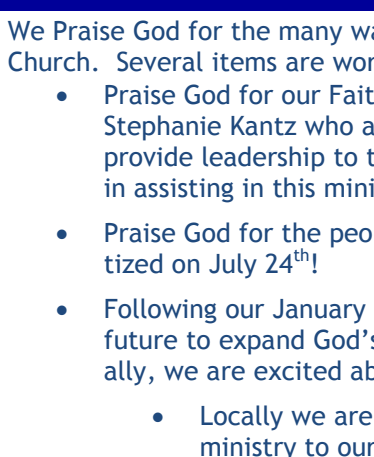 We Praise God for the many wa
Church.  Several items are wor
• Praise God for our Fait
Stephanie Kantz who a
provide leadership to t
in assisting in this mini
• Praise God for the peo
tized on July 24th!
• Following our January
future to expand God's
ally, we are excited ab
• Locally we are
ministry to our